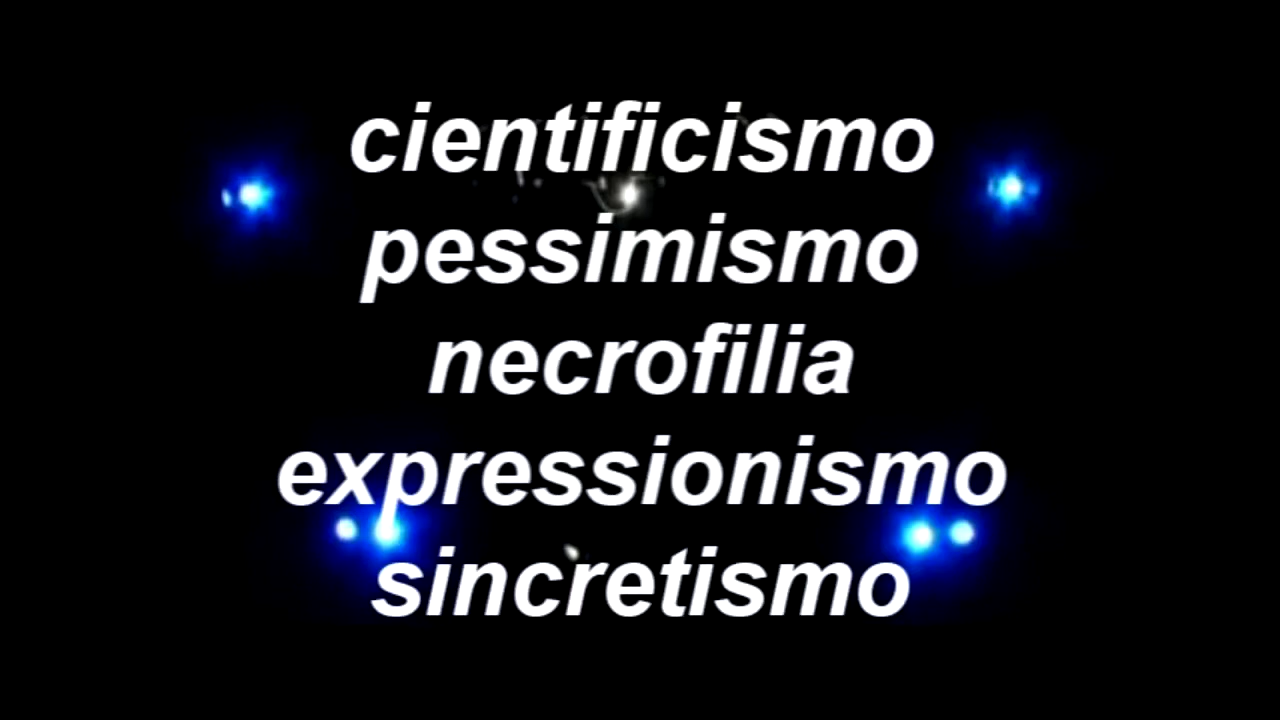 cientificismo
pessimismo
necrofilia
expressionismo
sincretismo